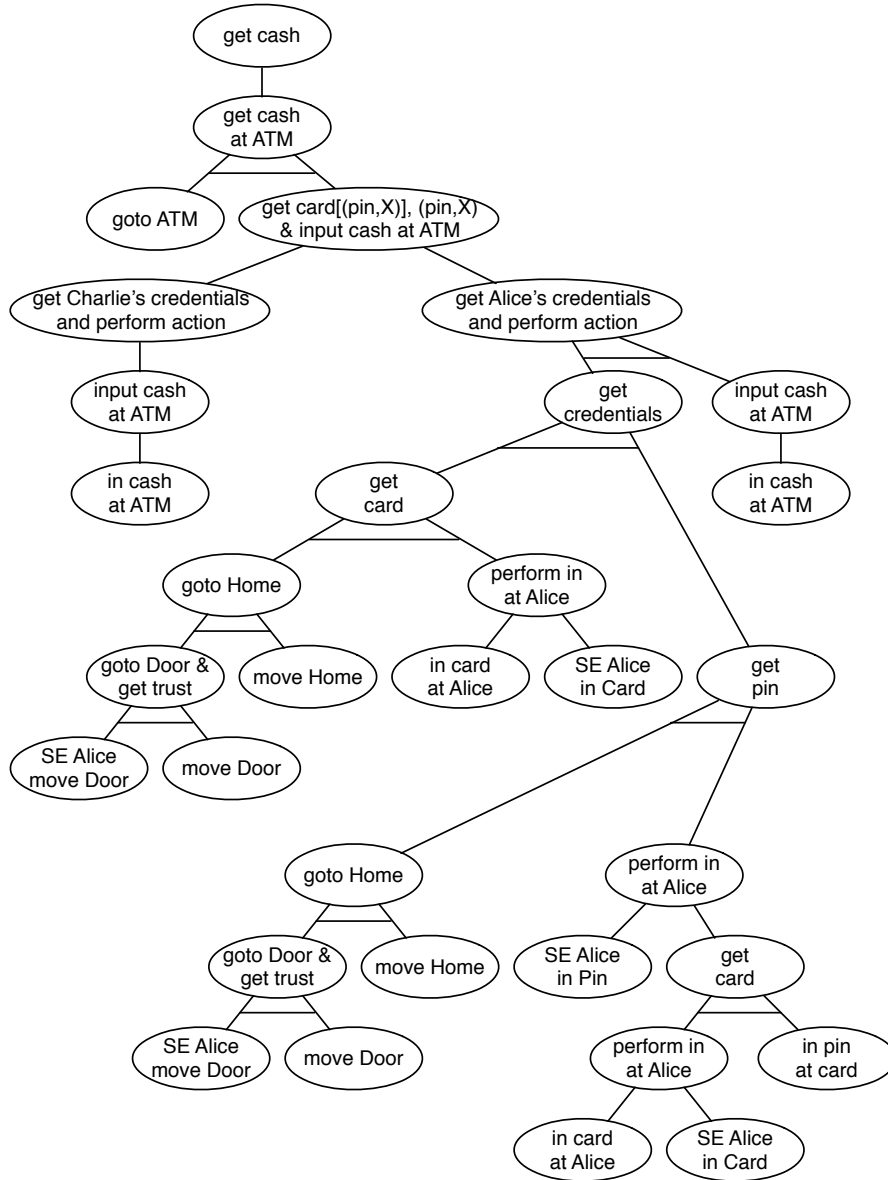 get cash
get cash
at ATM
goto ATM
get card[(pin,X)], (pin,X)
& input cash at ATM
get Charlie's credentials
and perform action
get Alice's credentials
and perform action
input cash
at ATM
get
credentials
input cash
at ATM
in cash
at ATM
get
card
in cash
at ATM
goto Home
perform in
at Alice
goto Door &
get trust
move Home
in card
at Alice
SE Alice
in Card
get
pin
SE Alice
move Door
move Door
goto Home
perform in
at Alice
goto Door &
get trust
move Home
SE Alice
in Pin
get
card
SE Alice
move Door
move Door
perform in
at Alice
in pin
at card
in card
at Alice
SE Alice
in Card